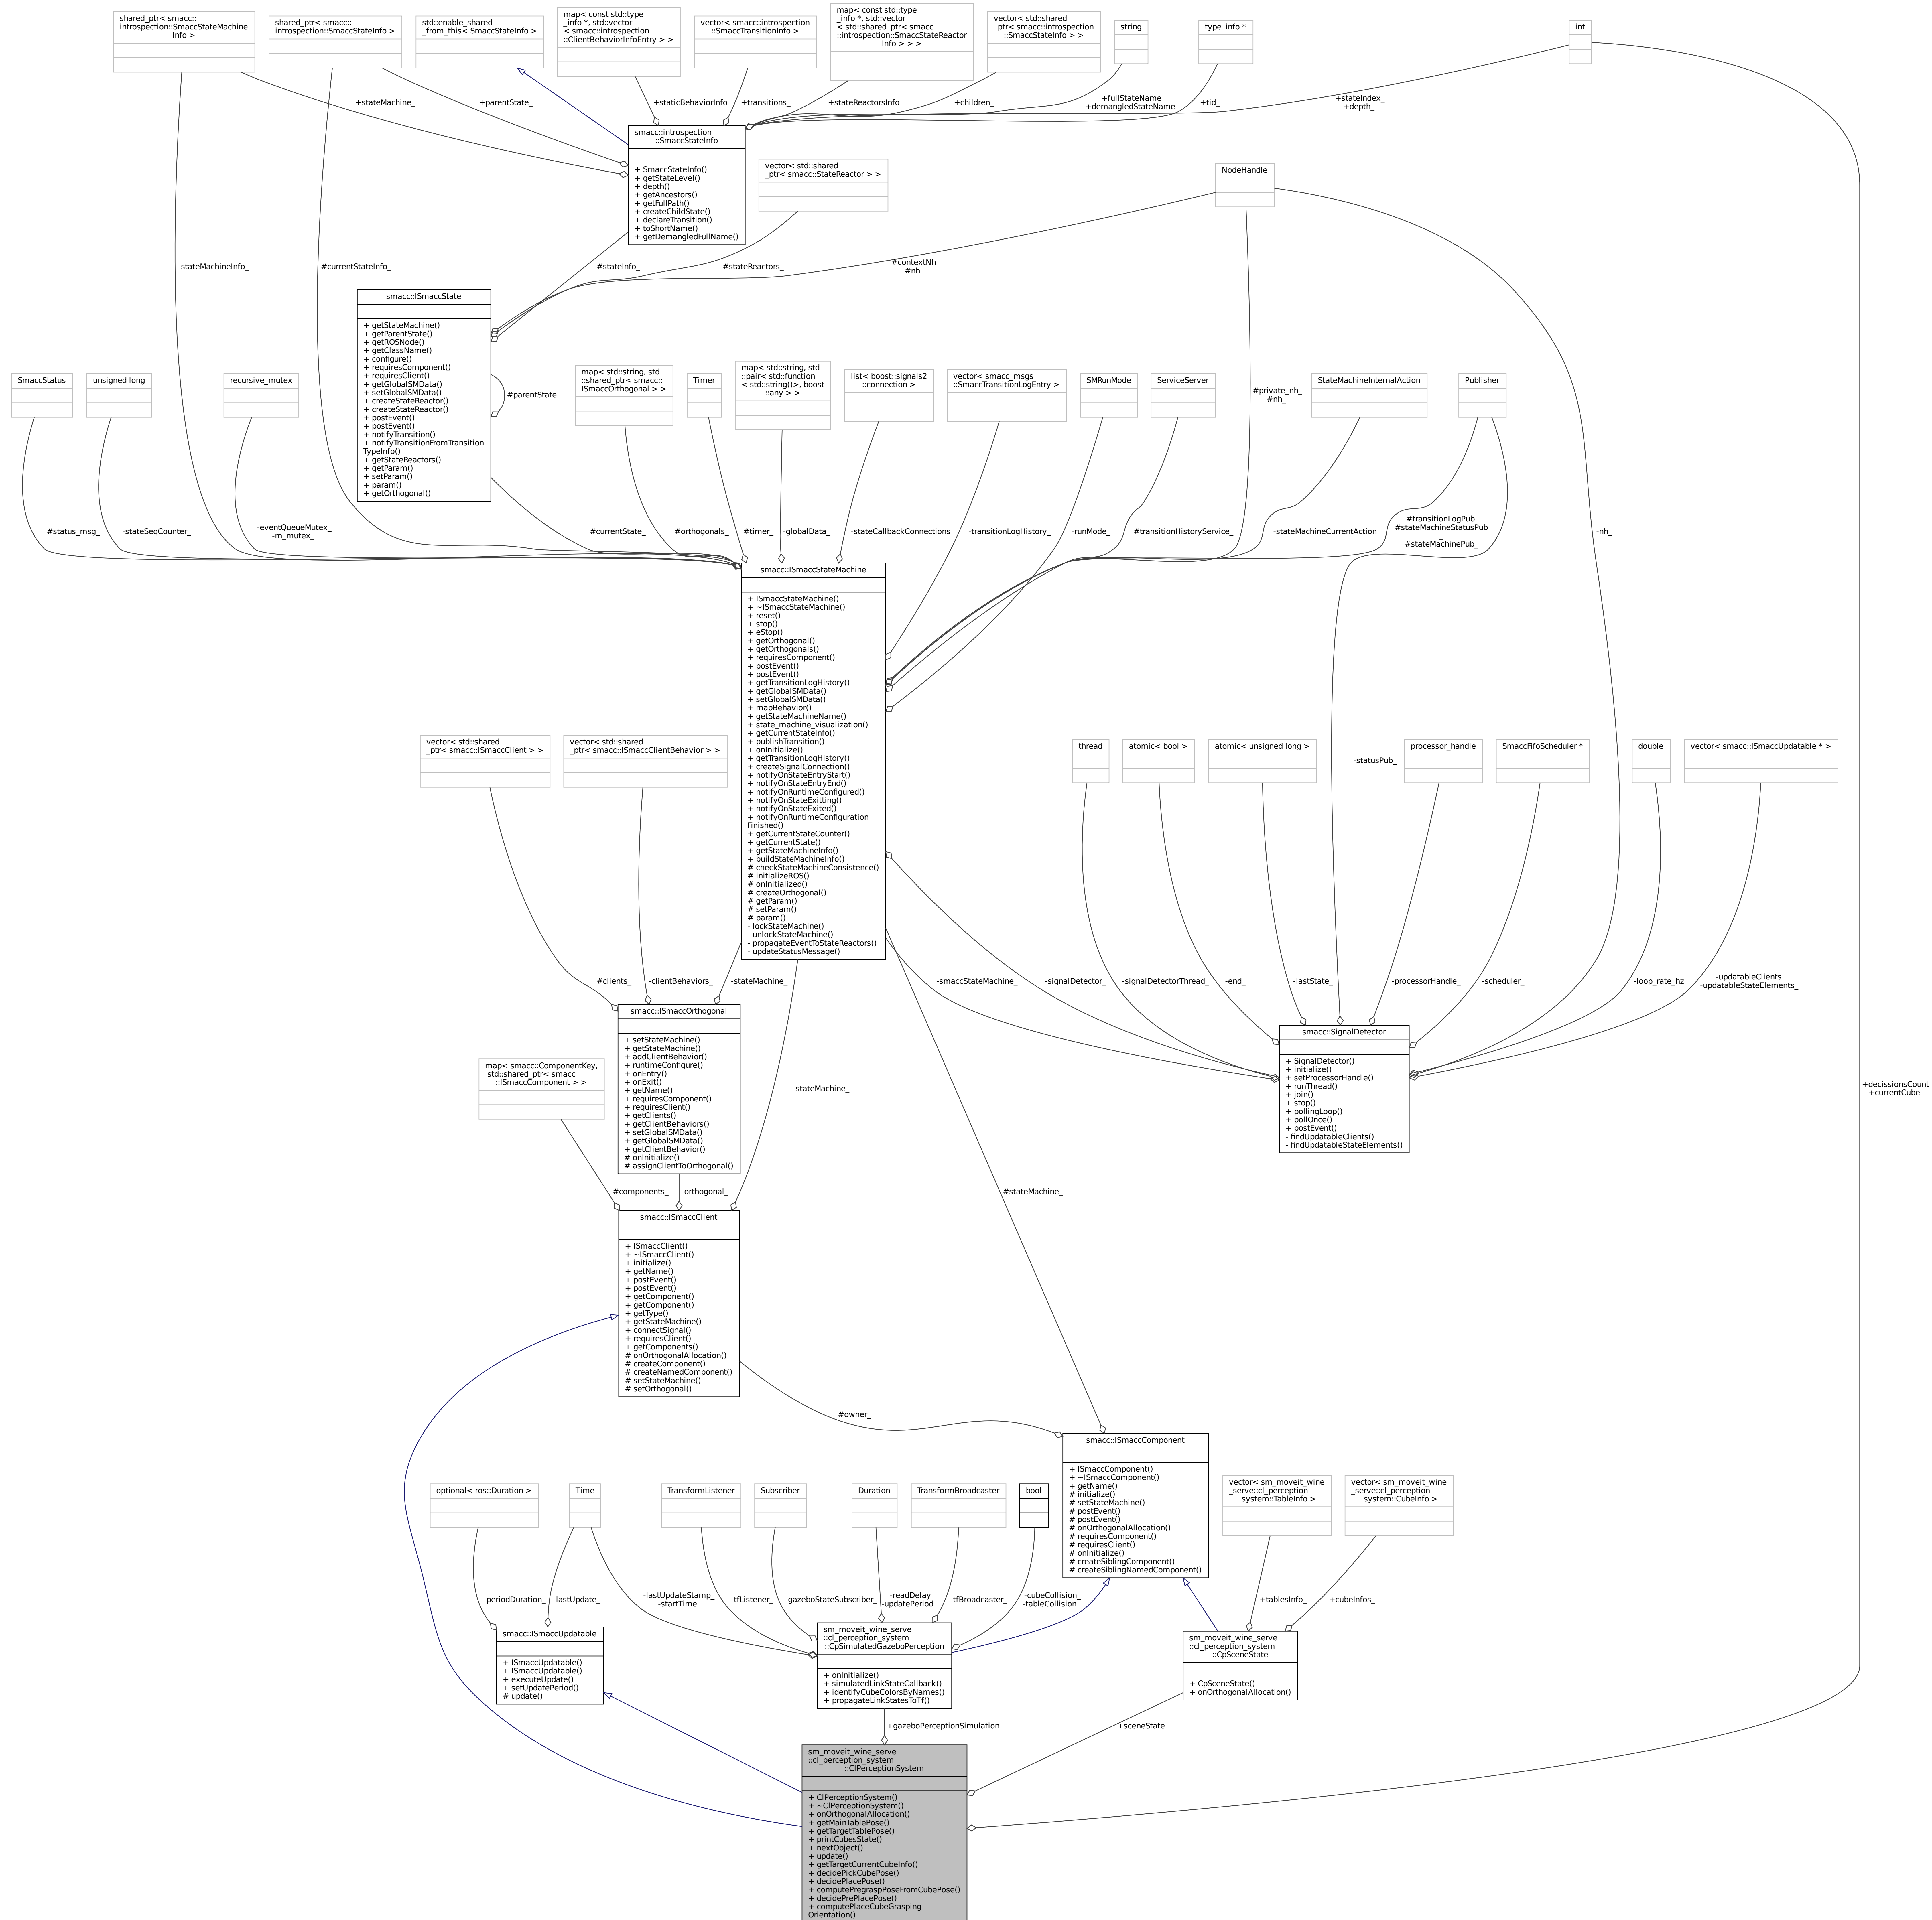 shared_ptr< smacc::
introspection::SmaccStateMachine
Info >
shared_ptr< smacc::
introspection::SmaccStateInfo >
std::enable_shared
_from_this< SmaccStateInfo >
map< const std::type
_info *, std::vector
< smacc::introspection
::ClientBehaviorInfoEntry > >
vector< smacc::introspection
::SmaccTransitionInfo >
map< const std::type
_info *, std::vector
< std::shared_ptr< smacc
::introspection::SmaccStateReactor
Info > > >
vector< std::shared
_ptr< smacc::introspection
::SmaccStateInfo > >
string
type_info *
int
+stateMachine_
+parentState_
+staticBehaviorInfo
+transitions_
+stateReactorsInfo
+children_
+fullStateName
+demangledStateName
+tid_
+stateIndex_
+depth_
smacc::introspection
::SmaccStateInfo
+ SmaccStateInfo()
+ getStateLevel()
+ depth()
+ getAncestors()
+ getFullPath()
+ createChildState()
+ declareTransition()
+ toShortName()
+ getDemangledFullName()
vector< std::shared
_ptr< smacc::StateReactor > >
NodeHandle
-stateMachineInfo_
#currentStateInfo_
#stateInfo_
#stateReactors_
#contextNh
#nh
smacc::ISmaccState
+ getStateMachine()
+ getParentState()
+ getROSNode()
+ getClassName()
+ configure()
+ requiresComponent()
+ requiresClient()
+ getGlobalSMData()
+ setGlobalSMData()
+ createStateReactor()
+ createStateReactor()
+ postEvent()
+ postEvent()
+ notifyTransition()
+ notifyTransitionFromTransition
TypeInfo()
+ getStateReactors()
+ getParam()
+ setParam()
+ param()
+ getOrthogonal()
#parentState_
SmaccStatus
unsigned long
recursive_mutex
map< std::string, std
::shared_ptr< smacc::
ISmaccOrthogonal > >
Timer
map< std::string, std
::pair< std::function
< std::string()>, boost
::any > >
list< boost::signals2
::connection >
vector< smacc_msgs
::SmaccTransitionLogEntry >
SMRunMode
ServiceServer
#private_nh_
#nh_
StateMachineInternalAction
Publisher
#status_msg_
-stateSeqCounter_
-eventQueueMutex_
-m_mutex_
#currentState_
#orthogonals_
#timer_
-globalData_
-stateCallbackConnections
-transitionLogHistory_
-runMode_
#transitionHistoryService_
-stateMachineCurrentAction
#transitionLogPub_
#stateMachineStatusPub
_
#stateMachinePub_
-nh_
smacc::ISmaccStateMachine
+ ISmaccStateMachine()
+ ~ISmaccStateMachine()
+ reset()
+ stop()
+ eStop()
+ getOrthogonal()
+ getOrthogonals()
+ requiresComponent()
+ postEvent()
+ postEvent()
+ getTransitionLogHistory()
+ getGlobalSMData()
+ setGlobalSMData()
+ mapBehavior()
+ getStateMachineName()
+ state_machine_visualization()
+ getCurrentStateInfo()
+ publishTransition()
+ onInitialize()
+ getTransitionLogHistory()
+ createSignalConnection()
+ notifyOnStateEntryStart()
+ notifyOnStateEntryEnd()
+ notifyOnRuntimeConfigured()
+ notifyOnStateExitting()
+ notifyOnStateExited()
+ notifyOnRuntimeConfiguration
Finished()
+ getCurrentStateCounter()
+ getCurrentState()
+ getStateMachineInfo()
+ buildStateMachineInfo()
# checkStateMachineConsistence()
# initializeROS()
# onInitialized()
# createOrthogonal()
# getParam()
# setParam()
# param()
- lockStateMachine()
- unlockStateMachine()
- propagateEventToStateReactors()
- updateStatusMessage()
vector< std::shared
_ptr< smacc::ISmaccClient > >
vector< std::shared
_ptr< smacc::ISmaccClientBehavior > >
thread
atomic< bool >
atomic< unsigned long >
-statusPub_
processor_handle
SmaccFifoScheduler *
double
vector< smacc::ISmaccUpdatable * >
#clients_
-clientBehaviors_
-stateMachine_
-smaccStateMachine_
-signalDetector_
-signalDetectorThread_
-end_
-lastState_
-processorHandle_
-scheduler_
-loop_rate_hz
-updatableClients_
-updatableStateElements_
smacc::ISmaccOrthogonal
+ setStateMachine()
+ getStateMachine()
+ addClientBehavior()
+ runtimeConfigure()
+ onEntry()
+ onExit()
+ getName()
+ requiresComponent()
+ requiresClient()
+ getClients()
+ getClientBehaviors()
+ setGlobalSMData()
+ getGlobalSMData()
+ getClientBehavior()
# onInitialize()
# assignClientToOrthogonal()
smacc::SignalDetector
+ SignalDetector()
+ initialize()
+ setProcessorHandle()
+ runThread()
+ join()
+ stop()
+ pollingLoop()
+ pollOnce()
+ postEvent()
- findUpdatableClients()
- findUpdatableStateElements()
map< smacc::ComponentKey,
std::shared_ptr< smacc
::ISmaccComponent > >
-stateMachine_
+decissionsCount
+currentCube
#components_
-orthogonal_
#stateMachine_
smacc::ISmaccClient
+ ISmaccClient()
+ ~ISmaccClient()
+ initialize()
+ getName()
+ postEvent()
+ postEvent()
+ getComponent()
+ getComponent()
+ getType()
+ getStateMachine()
+ connectSignal()
+ requiresClient()
+ getComponents()
# onOrthogonalAllocation()
# createComponent()
# createNamedComponent()
# setStateMachine()
# setOrthogonal()
#owner_
smacc::ISmaccComponent
+ ISmaccComponent()
+ ~ISmaccComponent()
+ getName()
# initialize()
# setStateMachine()
# postEvent()
# postEvent()
# onOrthogonalAllocation()
# requiresComponent()
# requiresClient()
# onInitialize()
# createSiblingComponent()
# createSiblingNamedComponent()
optional< ros::Duration >
Time
TransformListener
Subscriber
Duration
TransformBroadcaster
bool
vector< sm_moveit_wine
_serve::cl_perception
_system::TableInfo >
vector< sm_moveit_wine
_serve::cl_perception
_system::CubeInfo >
-periodDuration_
-lastUpdate_
-lastUpdateStamp_
-startTime
-tfListener_
-gazeboStateSubscriber_
-readDelay
-updatePeriod_
-tfBroadcaster_
-cubeCollision_
-tableCollision_
+tablesInfo_
+cubeInfos_
smacc::ISmaccUpdatable
+ ISmaccUpdatable()
+ ISmaccUpdatable()
+ executeUpdate()
+ setUpdatePeriod()
# update()
sm_moveit_wine_serve
::cl_perception_system
::CpSimulatedGazeboPerception
+ onInitialize()
+ simulatedLinkStateCallback()
+ identifyCubeColorsByNames()
+ propagateLinkStatesToTf()
sm_moveit_wine_serve
::cl_perception_system
::CpSceneState
+ CpSceneState()
+ onOrthogonalAllocation()
+gazeboPerceptionSimulation_
+sceneState_
sm_moveit_wine_serve
::cl_perception_system
::ClPerceptionSystem
+ ClPerceptionSystem()
+ ~ClPerceptionSystem()
+ onOrthogonalAllocation()
+ getMainTablePose()
+ getTargetTablePose()
+ printCubesState()
+ nextObject()
+ update()
+ getTargetCurrentCubeInfo()
+ decidePickCubePose()
+ decidePlacePose()
+ computePregraspPoseFromCubePose()
+ decidePrePlacePose()
+ computePlaceCubeGrasping
Orientation()